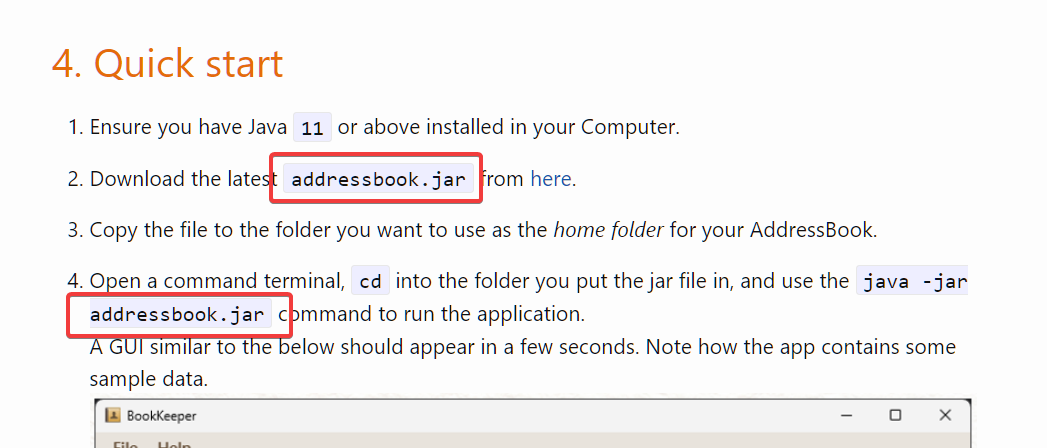 4. Quick start
1. Ensure you have Java 11 or above installed in your Computer.
2. Download the latest addressbook.jar from here.
3. Copy the file to the folder you want to use as the home folder for your AddressBook.
4. Open a command terminal, cd into the folder you put the jar file in, and use the java -jar
addressbook.jar command to run the application.
A GUI similar to the below should appear in a few seconds. Note how the app contains some
sample data.
BookKeeper
File Help